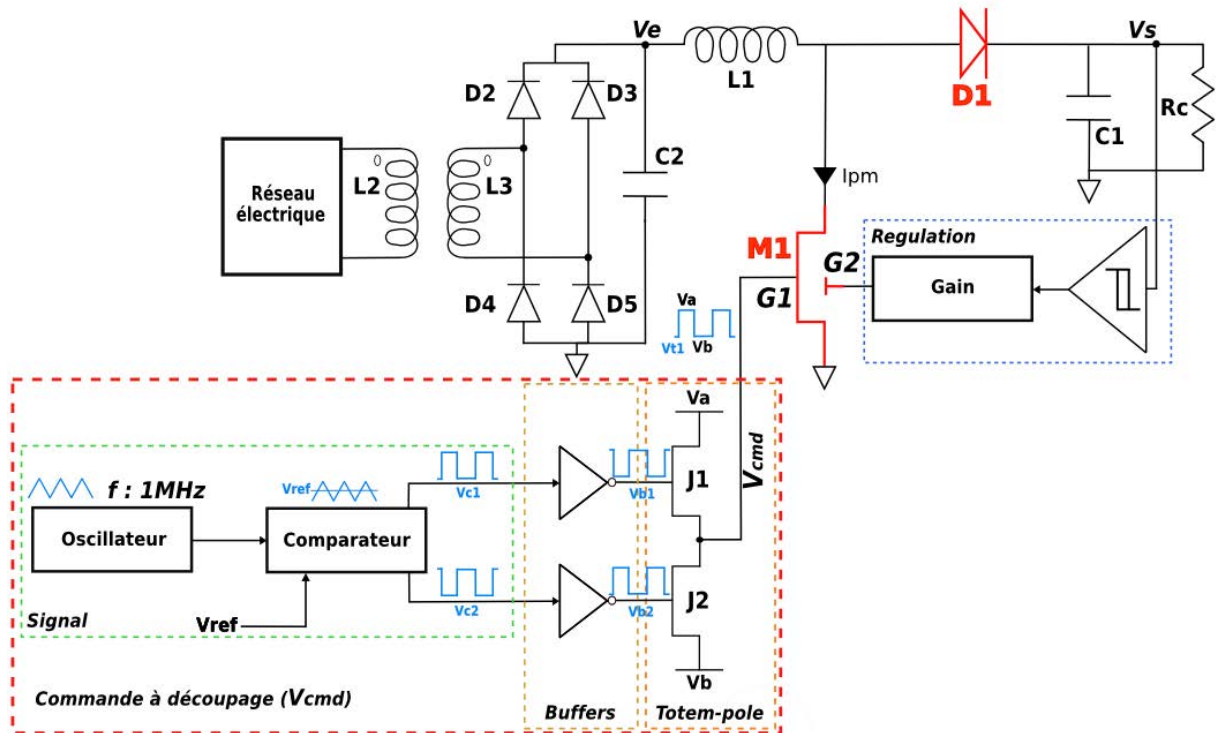 Ve
Vs
L1
D1
D2
D3
C2
C1
Rc
Réseau
électrique
L2
L3
Ipm
D4
D5
M1
G1
G2
Regulation
Gain
Va
Vt1
Vb
Va
Vcmd
J1
J2
Vb
f : 1MHz
Oscillateur
Vref
Comparateur
Vc1
Vc2
Vb1
Vb2
Signal
Vref
Commande à découpage (Vcmd)
Buffers
Totem-pole